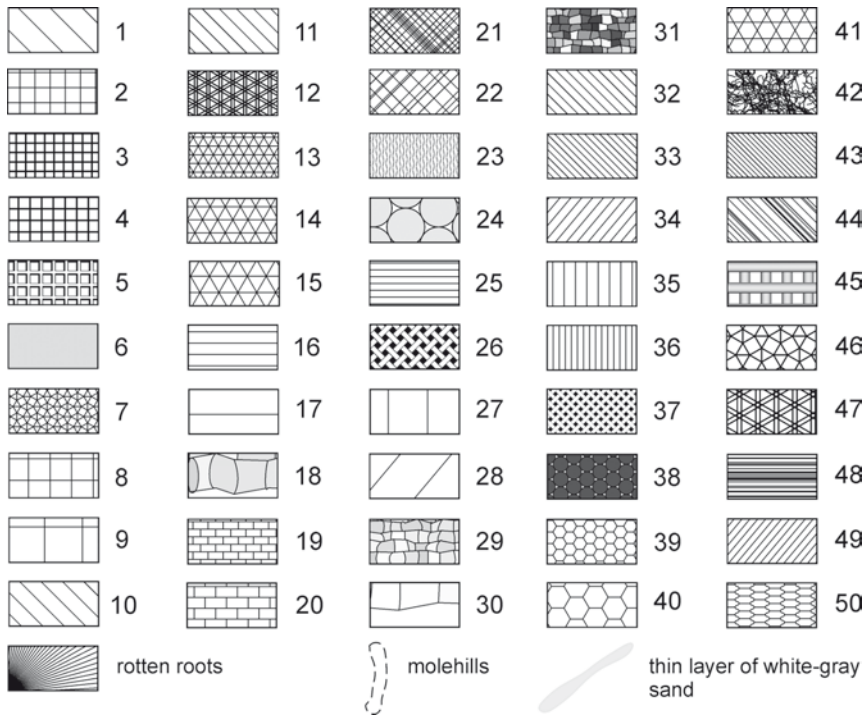 1 11 21 31 41
2 12 22 32 42
3 13 23 33 43
4 14 24 34 44
5 15 25 35 45
6 16 26 36 46
7 17 27 37 47
8 18 28 38 48
9 19 29 39 49
10 20 30 40 50
rotten roots molehills thin layer of white-gray
sand